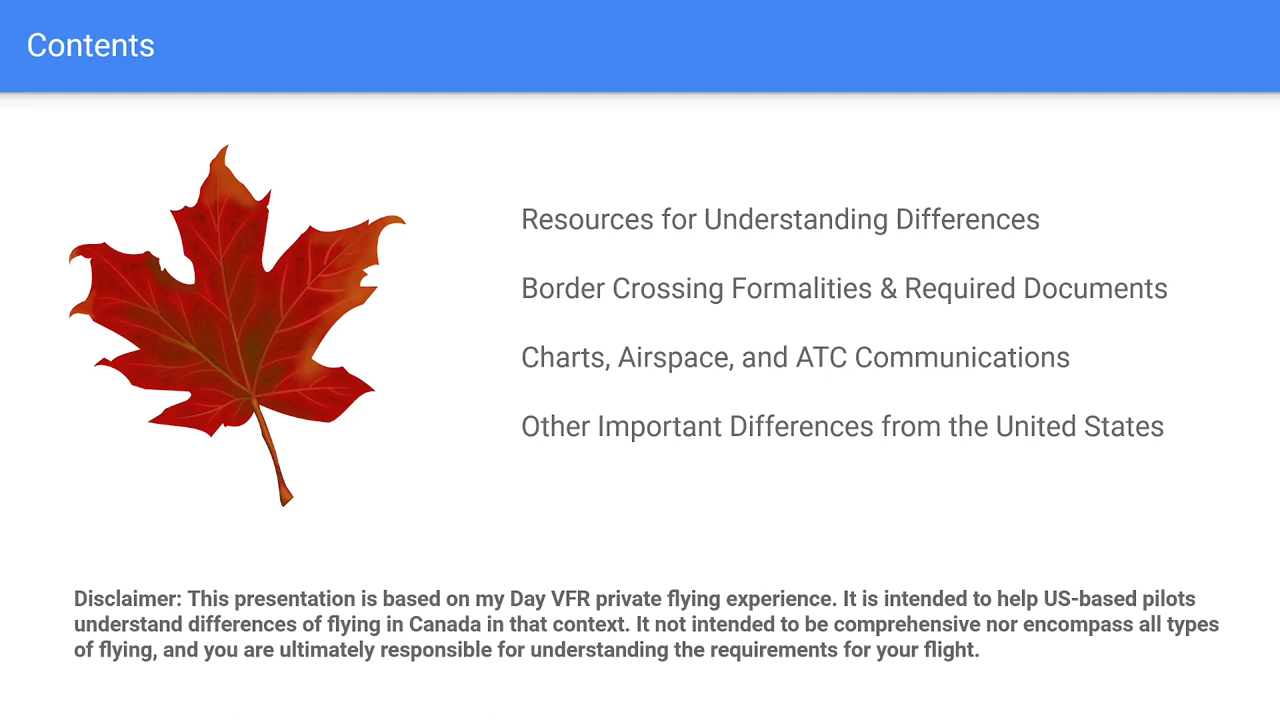 Contents
Resources for Understanding Differences
Border Crossing Formalities & Required Documents
Charts, Airspace, and ATC Communications
Other Important Differences from the United States
Disclaimer: This presentation is based on my Day VFR private flying experience. It is intended to help US-based pilots
understand differences of flying in Canada in that context. It not intended to be comprehensive nor encompass all types
of flying, and you are ultimately responsible for understanding the requirements for your flight.